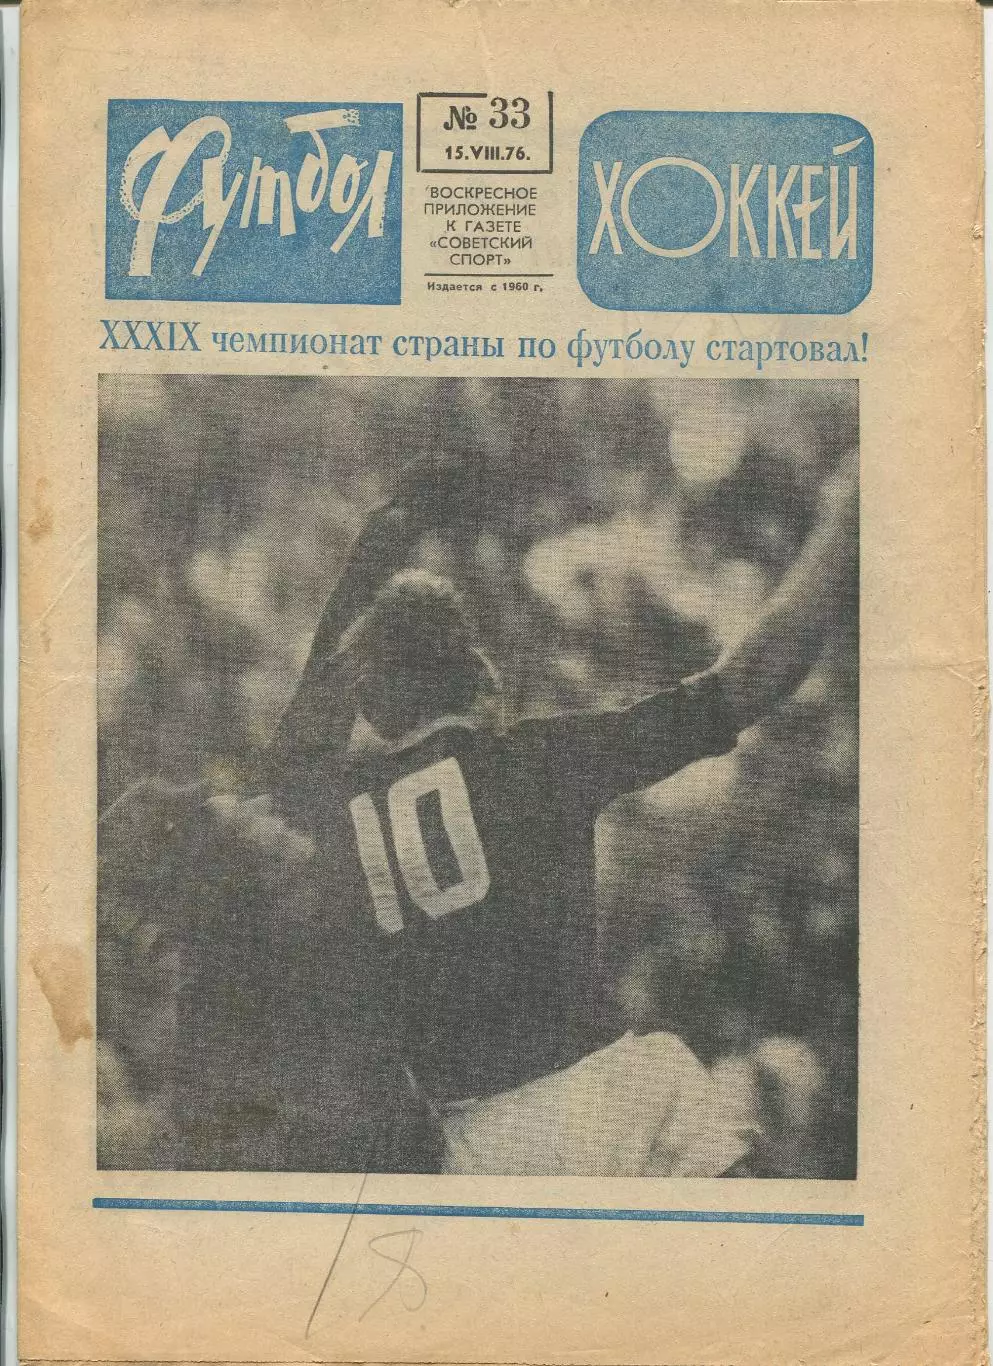 Футбол
№ 33
15.VIII.76.
ВОСКРЕСНОЕ
ПРИЛОЖЕНИЕ
К ГАЗЕТЕ
«СОВЕТСКИЙ
СПОРТ»
Издается с 1960 г.
ХОККЕЙ
XXXIX чемпионат страны по футболу стартовал!
10
18